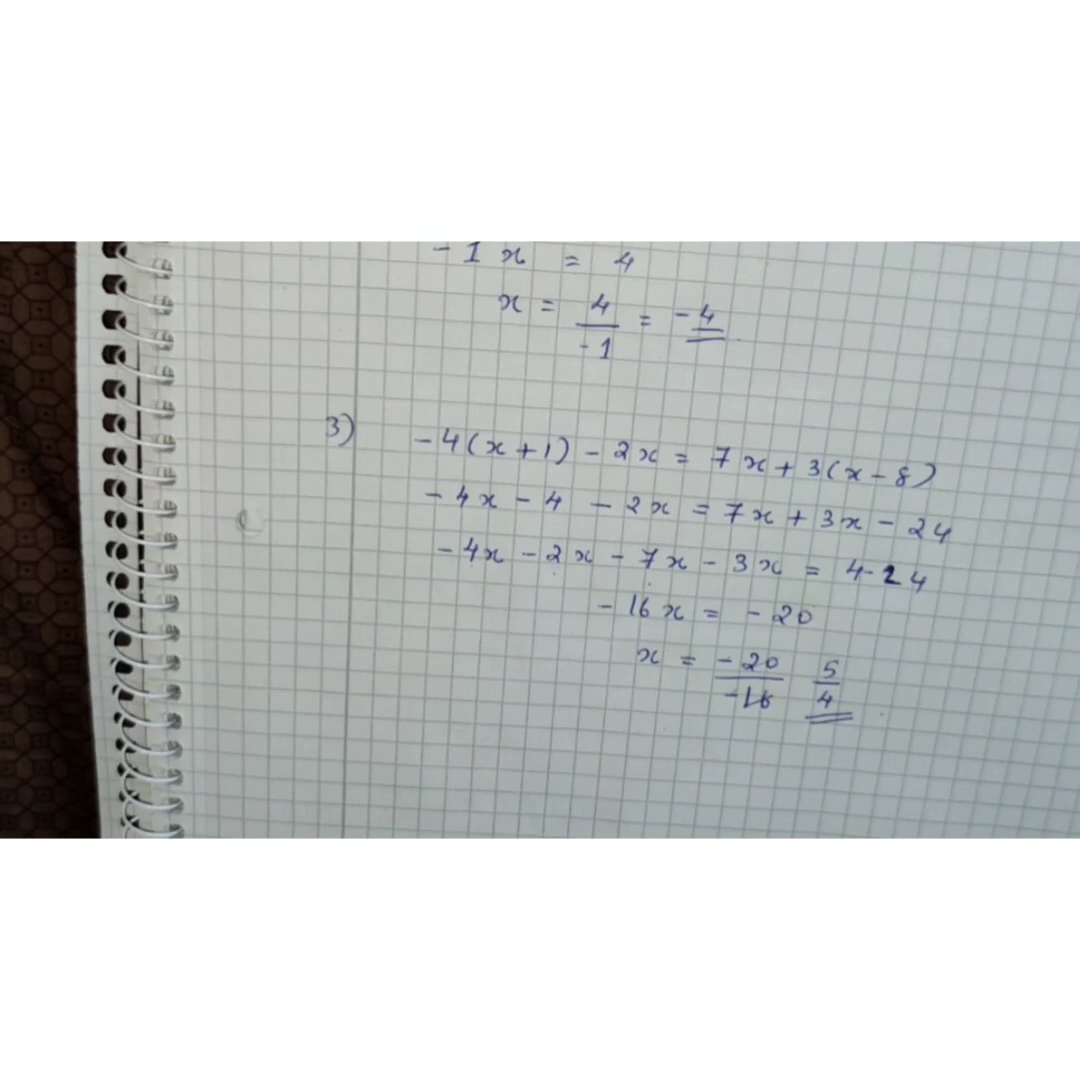 -1x = 4
x = 4/-1 = -4
3) -4(x+1) - 2x = 7x + 3(x-8)
-4x - 4 - 2x = 7x + 3x - 24
-4x - 2x - 7x - 3x = 4-24
-16x = -20
x = -20/-16 5/4